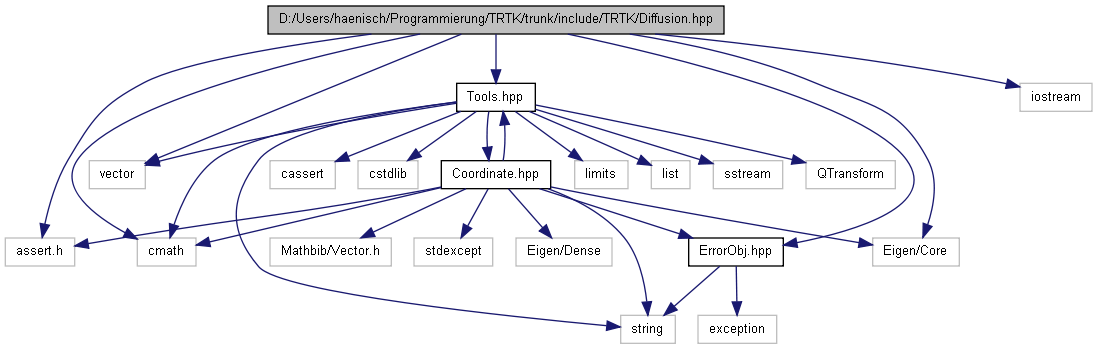 D:/Users/haenisch/Programmierung/TRTK/trunk/include/TRTK/Diffusion.hpp
Tools.hpp
iostream
vector
cassert
cstdlib
Coordinate.hpp
limits
list
sstream
QTransform
assert.h
cmath
Mathbib/Vector.h
stdexcept
Eigen/Dense
ErrorObj.hpp
Eigen/Core
string
exception